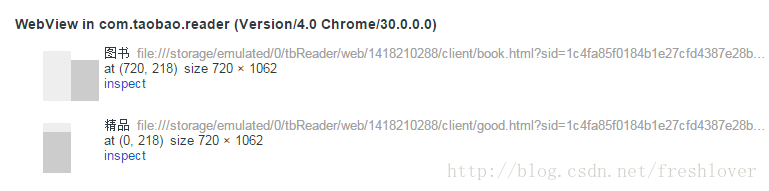 WebView in com.taobao.reader (Version/4.0 Chrome/30.0.0.0)
图书 file:///storage/emulated/0/tbReader/web/1418210288/client/book.html?sid=1c4fa85f0184b1e27cfd4387e28b...
at (720, 218) size 720 × 1062
inspect
精品 file:///storage/emulated/0/tbReader/web/1418210288/client/good.html?sid=1c4fa85f0184b1e27cfd4387e28b...
at (0, 218) size 720 × 1062
inspect
http://blog.csdn.net/freshlover